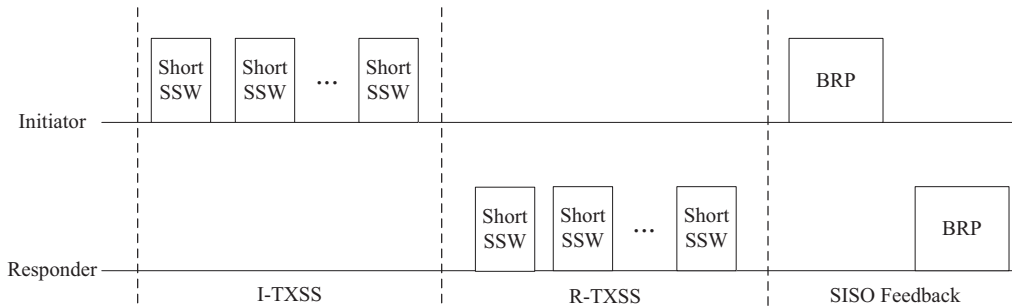 Short SSW
Short SSW
...
Short SSW
BRP
Initiator
Short SSW
Short SSW
...
Short SSW
BRP
Responder
I-TXSS
R-TXSS
SISO Feedback